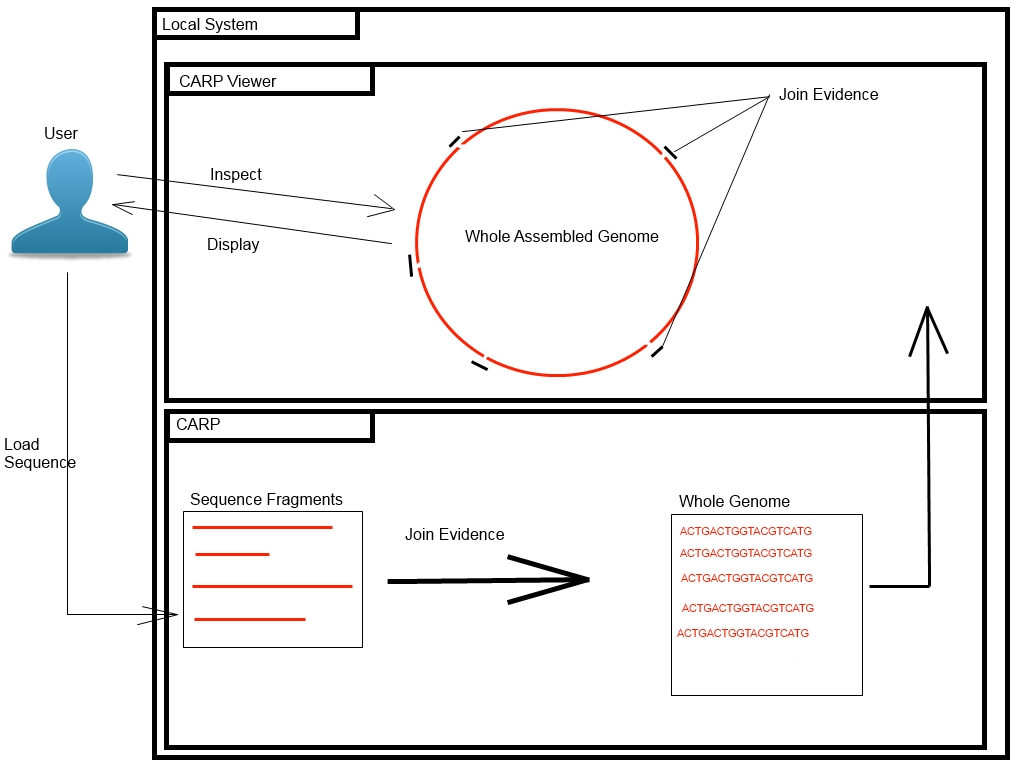 Local System
CARP Viewer
Join Evidence
User
Inspect
Whole Assembled Genome
Display
CARP
Load
Sequence
Sequence Fragments
Whole Genome
Join Evidence
ACTGACTGGTACGTCATG
ACTGACTGGTACGTCATG
ACTGACTGGTACGTCATG
ACTGACTGGTACGTCATG
ACTGACTGGTACGTCATG